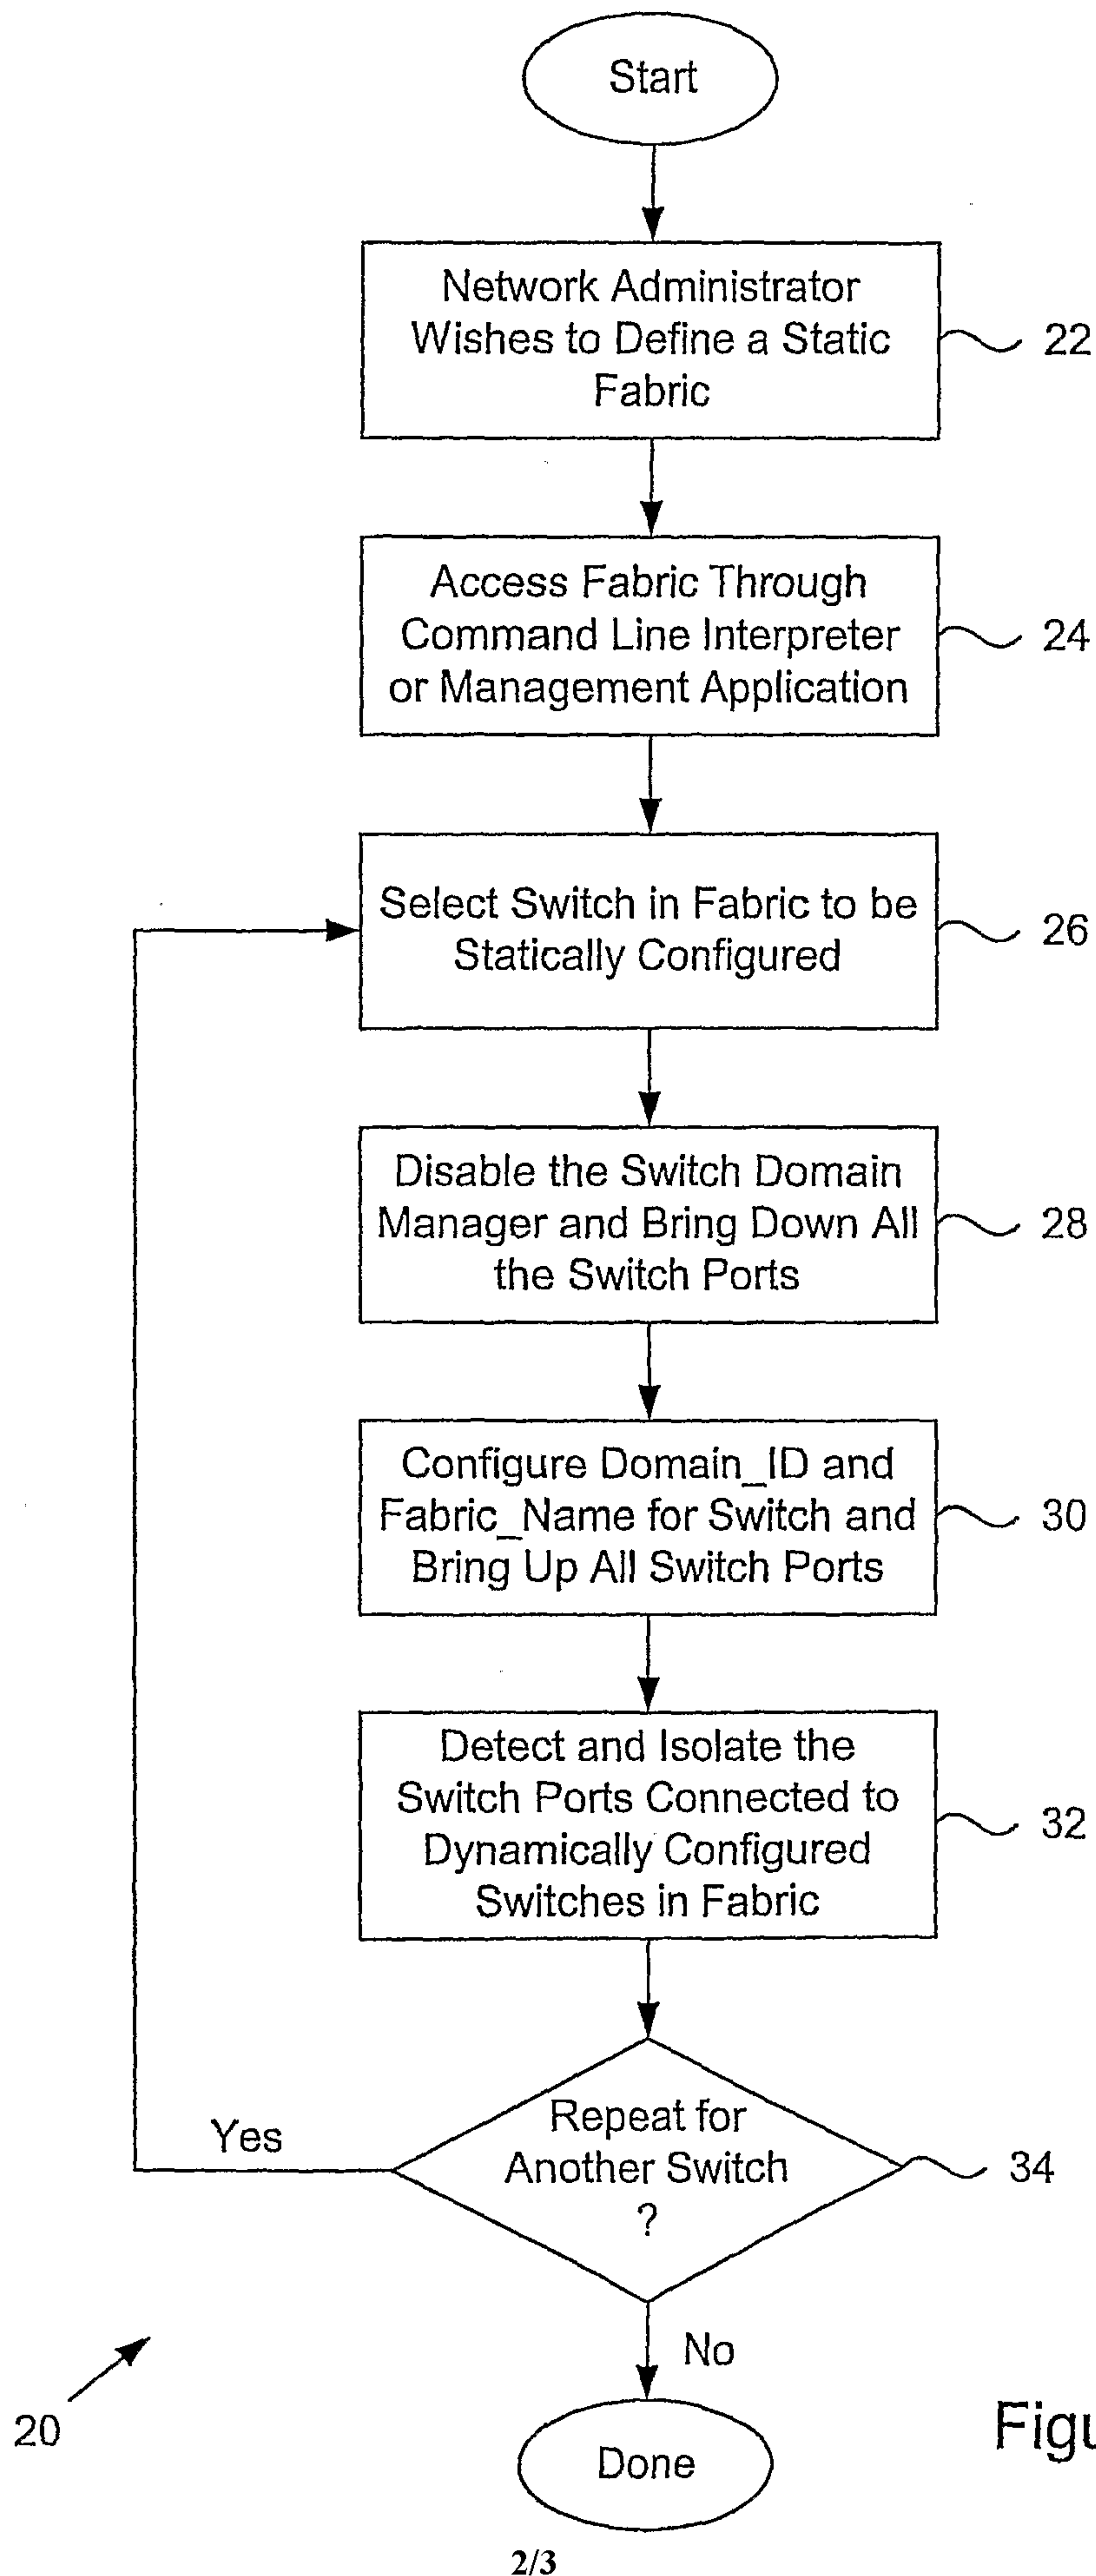 Start
Network Administrator
Wishes to Define a Static
Fabric
22
Access Fabric Through
Command Line Interpreter
or Management Application
24
Select Switch in Fabric to be
Statically Configured
26
Disable the Switch Domain
Manager and Bring Down All
the Switch Ports
28
Configure Domain_ID and
Fabric_Name for Switch and
Bring Up All Switch Ports
30
Detect and Isolate the
Switch Ports Connected to
Dynamically Configured
Switches in Fabric
32
Repeat for
Another Switch
?
34
Yes
No
20
Done
2/3